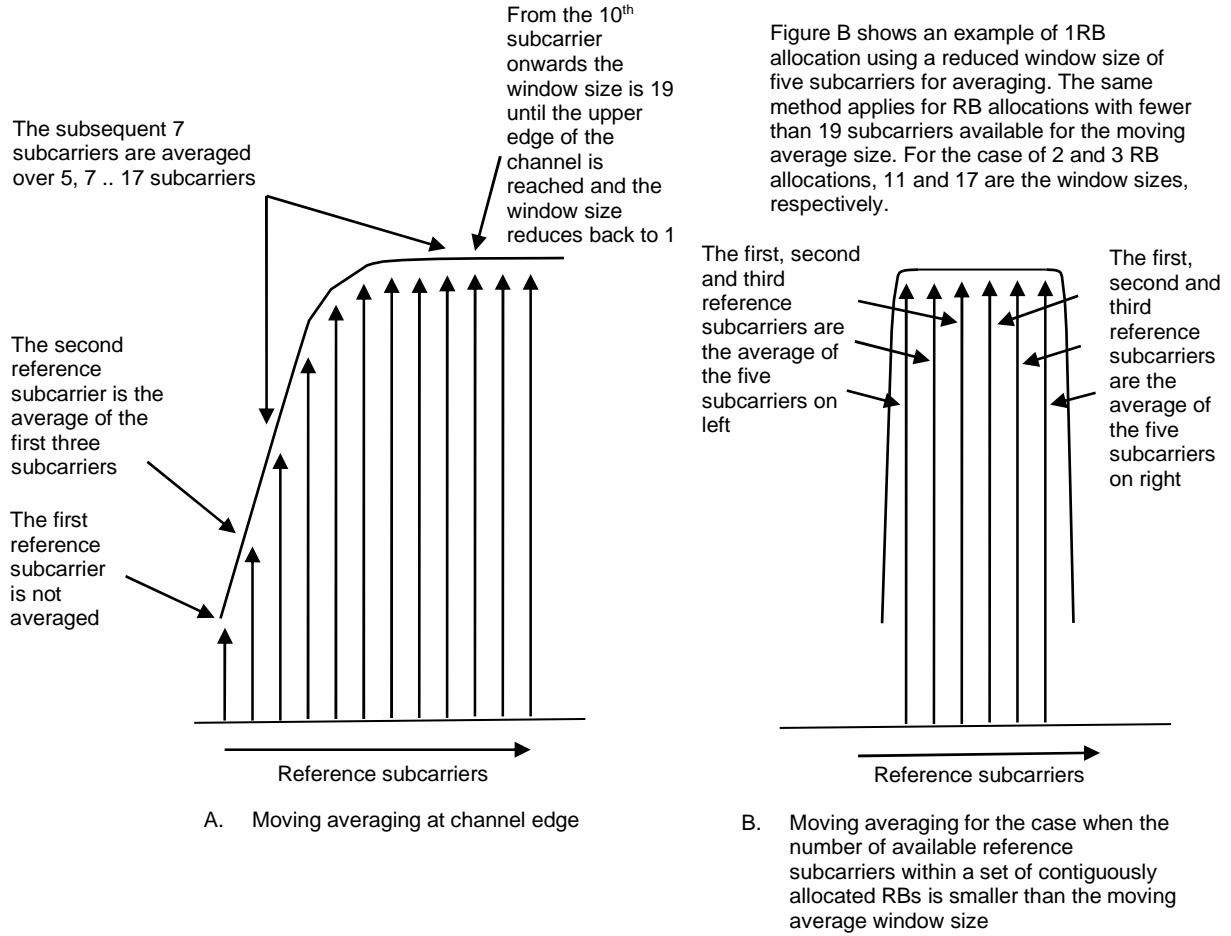 From the 10th
subcarrier
onwards the
window size is 19
until the upper
edge of the
channel is
reached and the
window size
reduces back to 1
The subsequent 7
subcarriers are averaged
over 5, 7 .. 17 subcarriers
The second
reference
subcarrier is the
average of the
first three
subcarriers
The first
reference
subcarrier
is not
averaged
Reference subcarriers
A. Moving averaging at channel edge
Figure B shows an example of 1RB
allocation using a reduced window size of
five subcarriers for averaging. The same
method applies for RB allocations with fewer
than 19 subcarriers available for the moving
average size. For the case of 2 and 3 RB
allocations, 11 and 17 are the window sizes,
respectively.
The first, second
and third
reference
subcarriers are
the average of
the five
subcarriers on
left
The first,
second and
third
reference
subcarriers
are the
average of
the five
subcarriers
on right
Reference subcarriers
B. Moving averaging for the case when the
number of available reference
subcarriers within a set of contiguously
allocated RBs is smaller than the moving
average window size